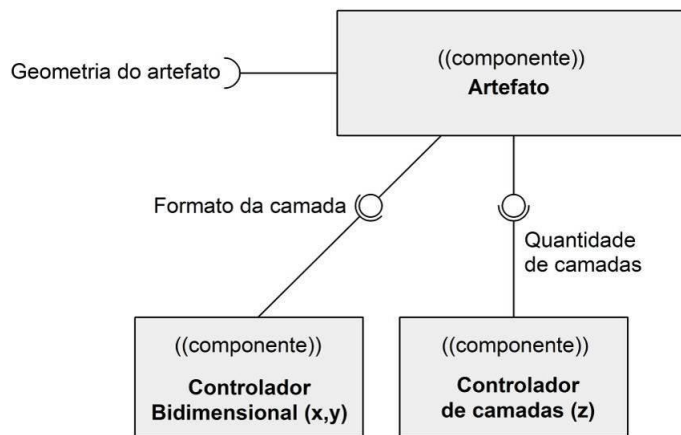 ((componente))
Artefato
Geometria do artefato
Formato da camada
Quantidade
de camadas
((componente))
Controlador
Bidimensional (x,y)
((componente))
Controlador
de camadas (z)